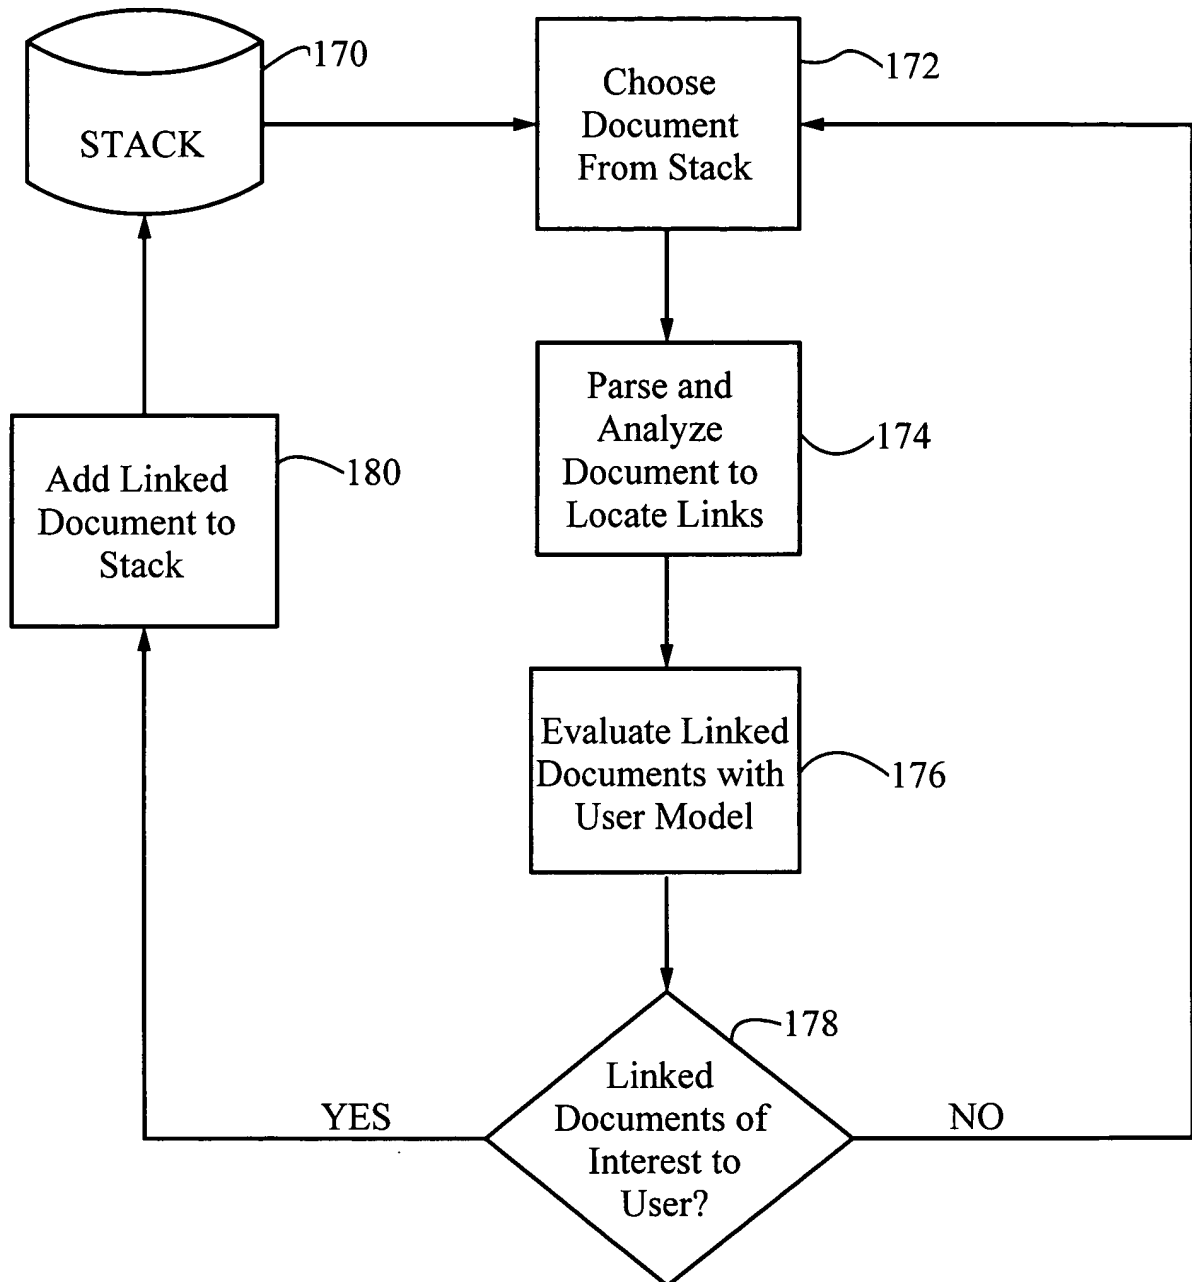 170
STACK
172
Choose
Document
From Stack
Parse and
Analyze
Document to
Locate Links
174
Add Linked
Document to
Stack
180
Evaluate Linked
Documents with
User Model
176
178
Linked
Documents of
Interest to
User?
YES
NO